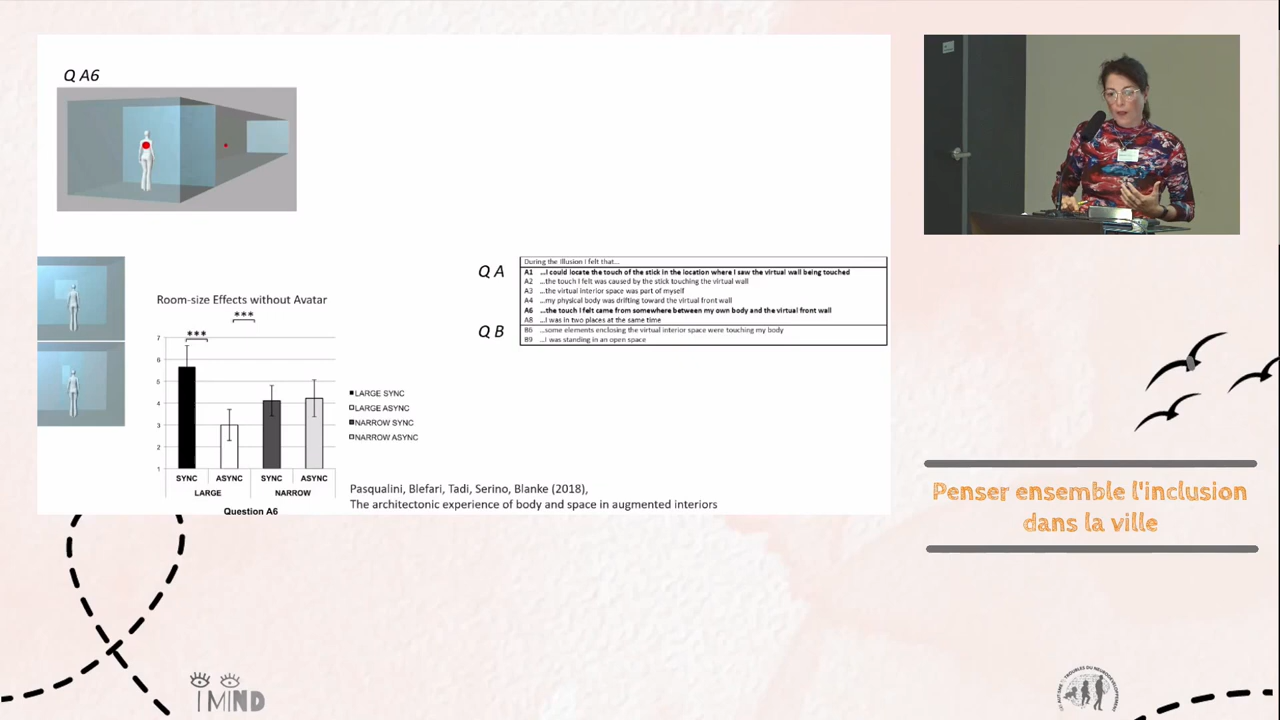 Q A6
Room-size Effects without Avatar
***
***
7
6
5
4
3
2
1
SYNC ASYNC SYNC ASYNC
LARGE NARROW
Question A6
LARGE SYNC
LARGE ASYNC
NARROW SYNC
NARROW ASYNC
Q A
Q B
During the Illusion I felt that...
A1 ...I could locate the touch of the stick in the location where I saw the virtual wall being touched
A2 ...the touch I felt was caused by the stick touching the virtual wall
A3 ...the virtual interior space was part of myself
A4 ...my physical body was drifting toward the virtual front wall
A6 ...the touch I felt came from somewhere between my own body and the virtual front wall
A8 ...I was in two places at the same time
B6 ...some elements enclosing the virtual interior space were touching my body
B9 ...I was standing in an open space
Pasqualini, Blefari, Tadi, Serino, Blanke (2018),
The architectonic experience of body and space in augmented interiors
Penser ensemble l'inclusion
dans la ville
I MIND